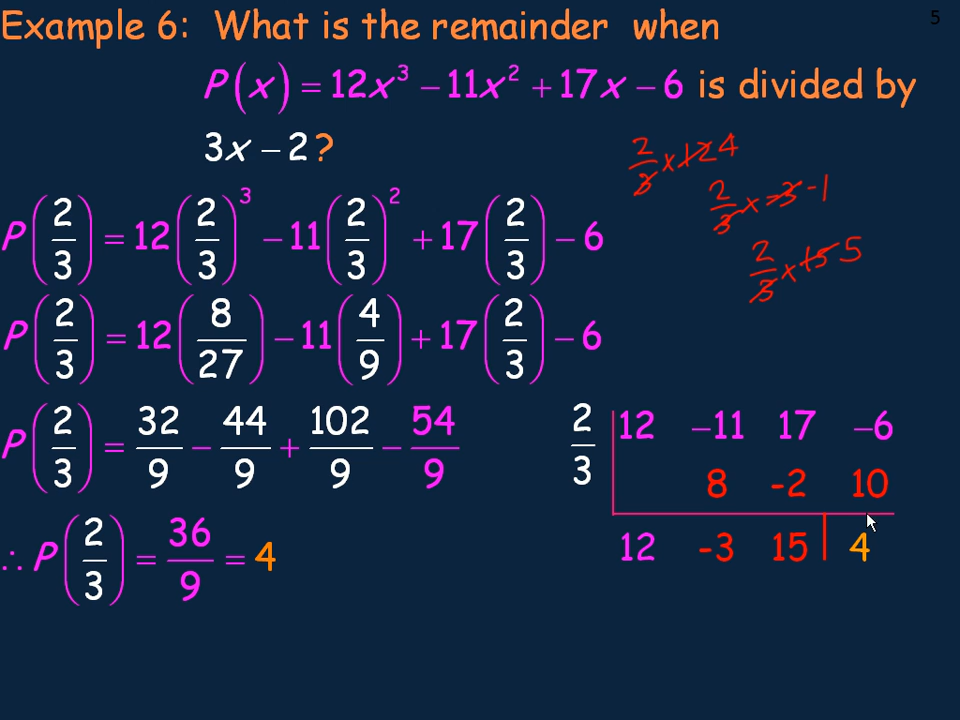 5
Example 6: What is the remainder when
P(x) = 12x³ − 11x² + 17x − 6 is divided by
3x − 2?
2/3 x 12 4
2/3 x -3 -1
2/3 x 15 5
P(2/3) = 12(2/3)³ − 11(2/3)² + 17(2/3) − 6
P(2/3) = 12(8/27) − 11(4/9) + 17(2/3) − 6
P(2/3) = 32/9 − 44/9 + 102/9 − 54/9
∴ P(2/3) = 36/9 = 4
2/3 | 12 −11 17 −6
8 -2 10
12 -3 15 | 4